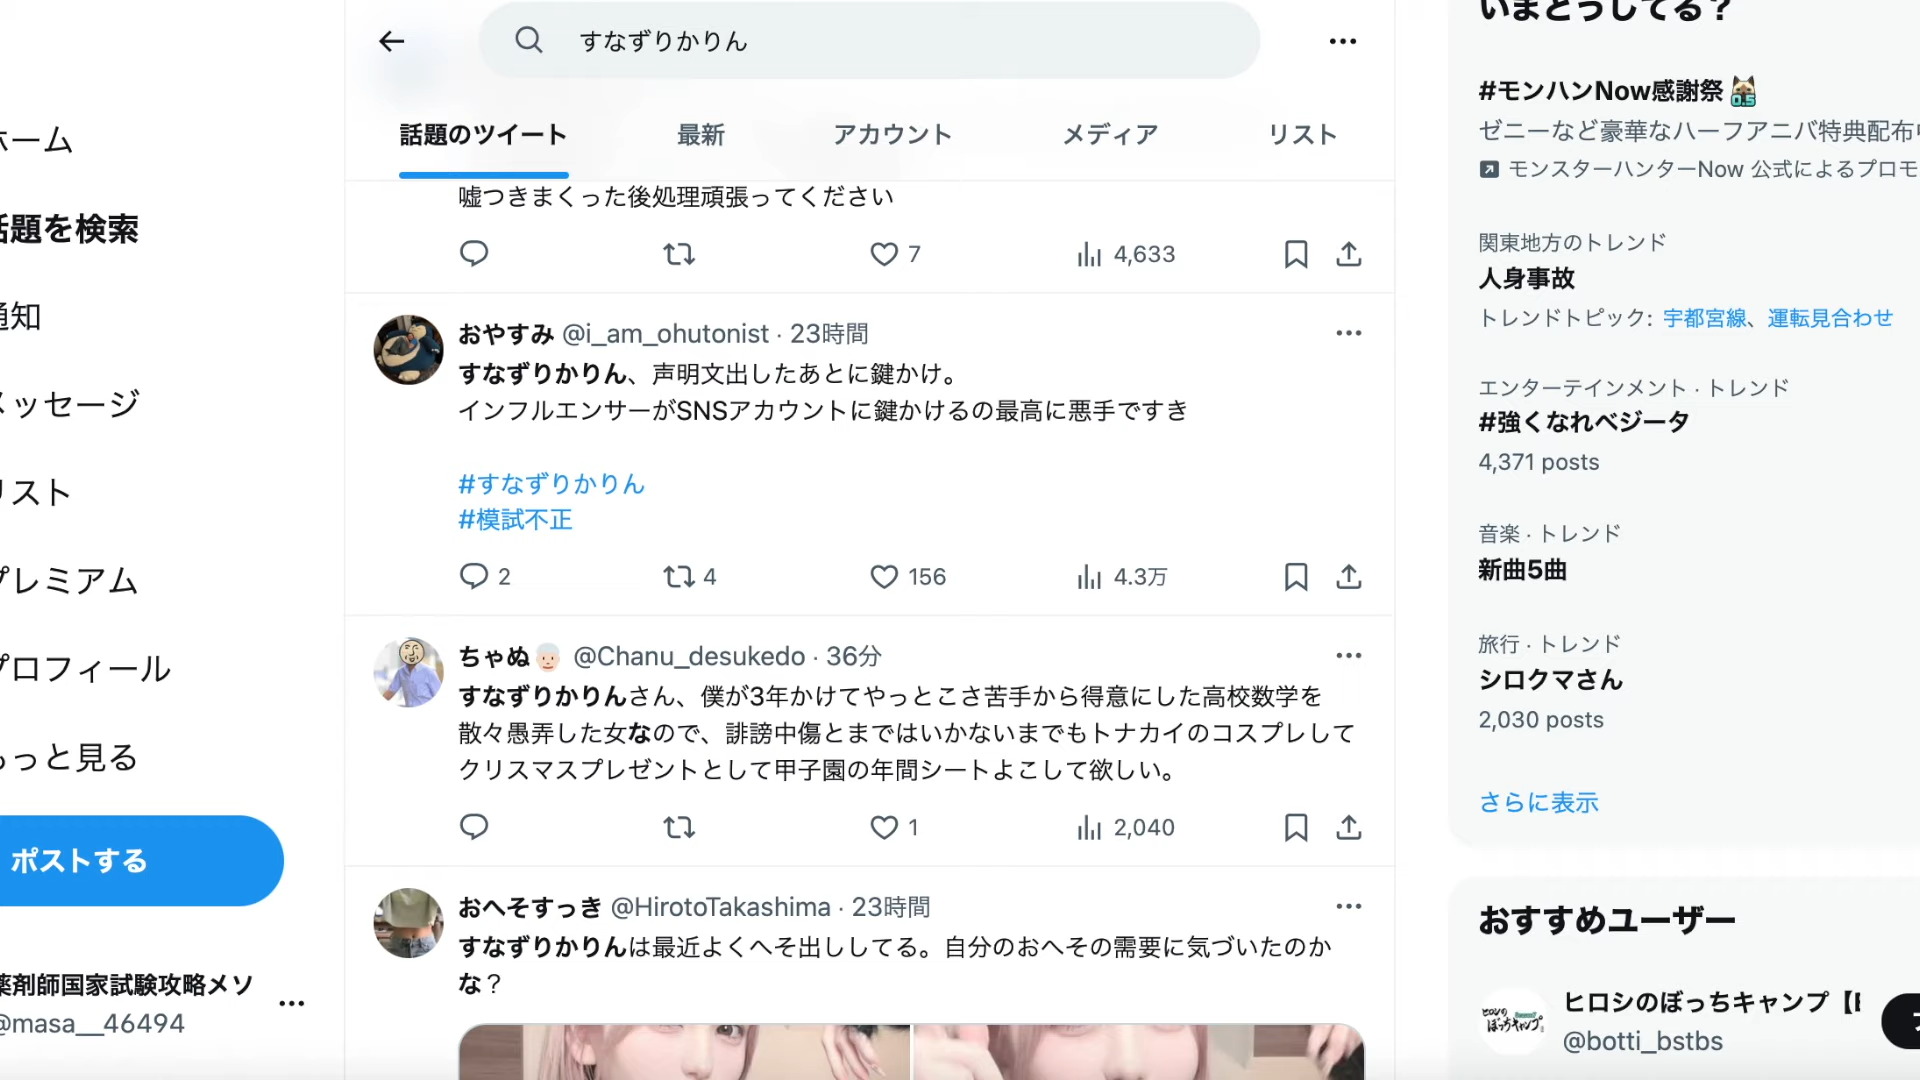 ホーム
話題を検索
通知
メッセージ
リスト
プレミアム
プロフィール
もっと見る
ポストする
薬剤師国家試験攻略メソ
@masa__46494
すなずりかりん
話題のツイート
最新
アカウント
メディア
リスト
嘘つきまくった後処理頑張ってください
7
4,633
おやすみ @i_am_ohutonist · 23時間
すなずりかりん、声明文出したあとに鍵かけ。
インフルエンサーがSNSアカウントに鍵かけるの最高に悪手ですき
#すなずりかりん
#模試不正
2
4
156
4.3万
ちゃぬ @Chanu_desukedo · 36分
すなずりかりんさん、僕が3年かけてやっとこさ苦手から得意にした高校数学を
散々愚弄した女なので、誹謗中傷とまではいかないまでもトナカイのコスプレして
クリスマスプレゼントとして甲子園の年間シートよこして欲しい。
1
2,040
おへそすっき @HirotoTakashima · 23時間
すなずりかりんは最近よくへそ出ししてる。自分のおへその需要に気づいたのか
な？
いまどうしてる？
#モンハンNow感謝祭
ゼニーなど豪華なハーフアニバ特典配布中
モンスターハンターNow 公式によるプロモ
関東地方のトレンド
人身事故
トレンドトピック: 宇都宮線、運転見合わせ
エンターテインメント · トレンド
#強くなれベジータ
4,371 posts
音楽 · トレンド
新曲5曲
旅行 · トレンド
シロクマさん
2,030 posts
さらに表示
おすすめユーザー
ヒロシのぼっちキャンプ【
@botti_bstbs